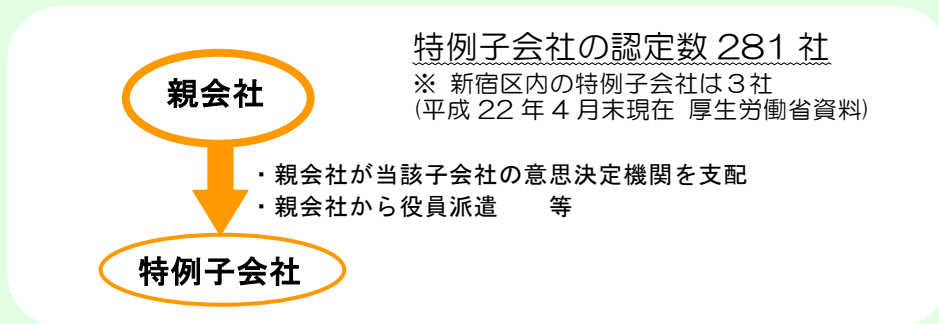 特例子会社の認定数 281 社
※ 新宿区内の特例子会社は3社
(平成 22 年 4 月末現在 厚生労働省資料)
親会社
・親会社が当該子会社の意思決定機関を支配
・親会社から役員派遣　　等
特例子会社